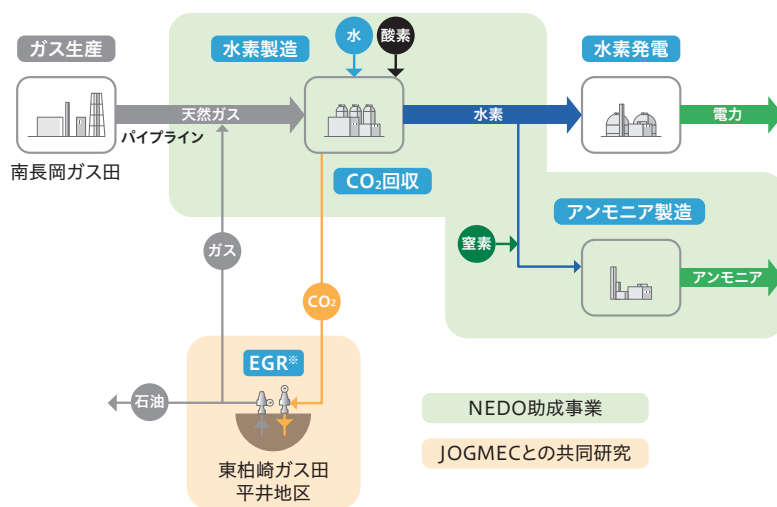 ガス生産
水素製造
水
酸素
水素発電
天然ガス
水素
電力
パイプライン
南長岡ガス田
CO₂回収
アンモニア製造
窒素
ガス
アンモニア
CO₂
EGR※
石油
NEDO助成事業
JOGMECとの共同研究
東柏崎ガス田
平井地区